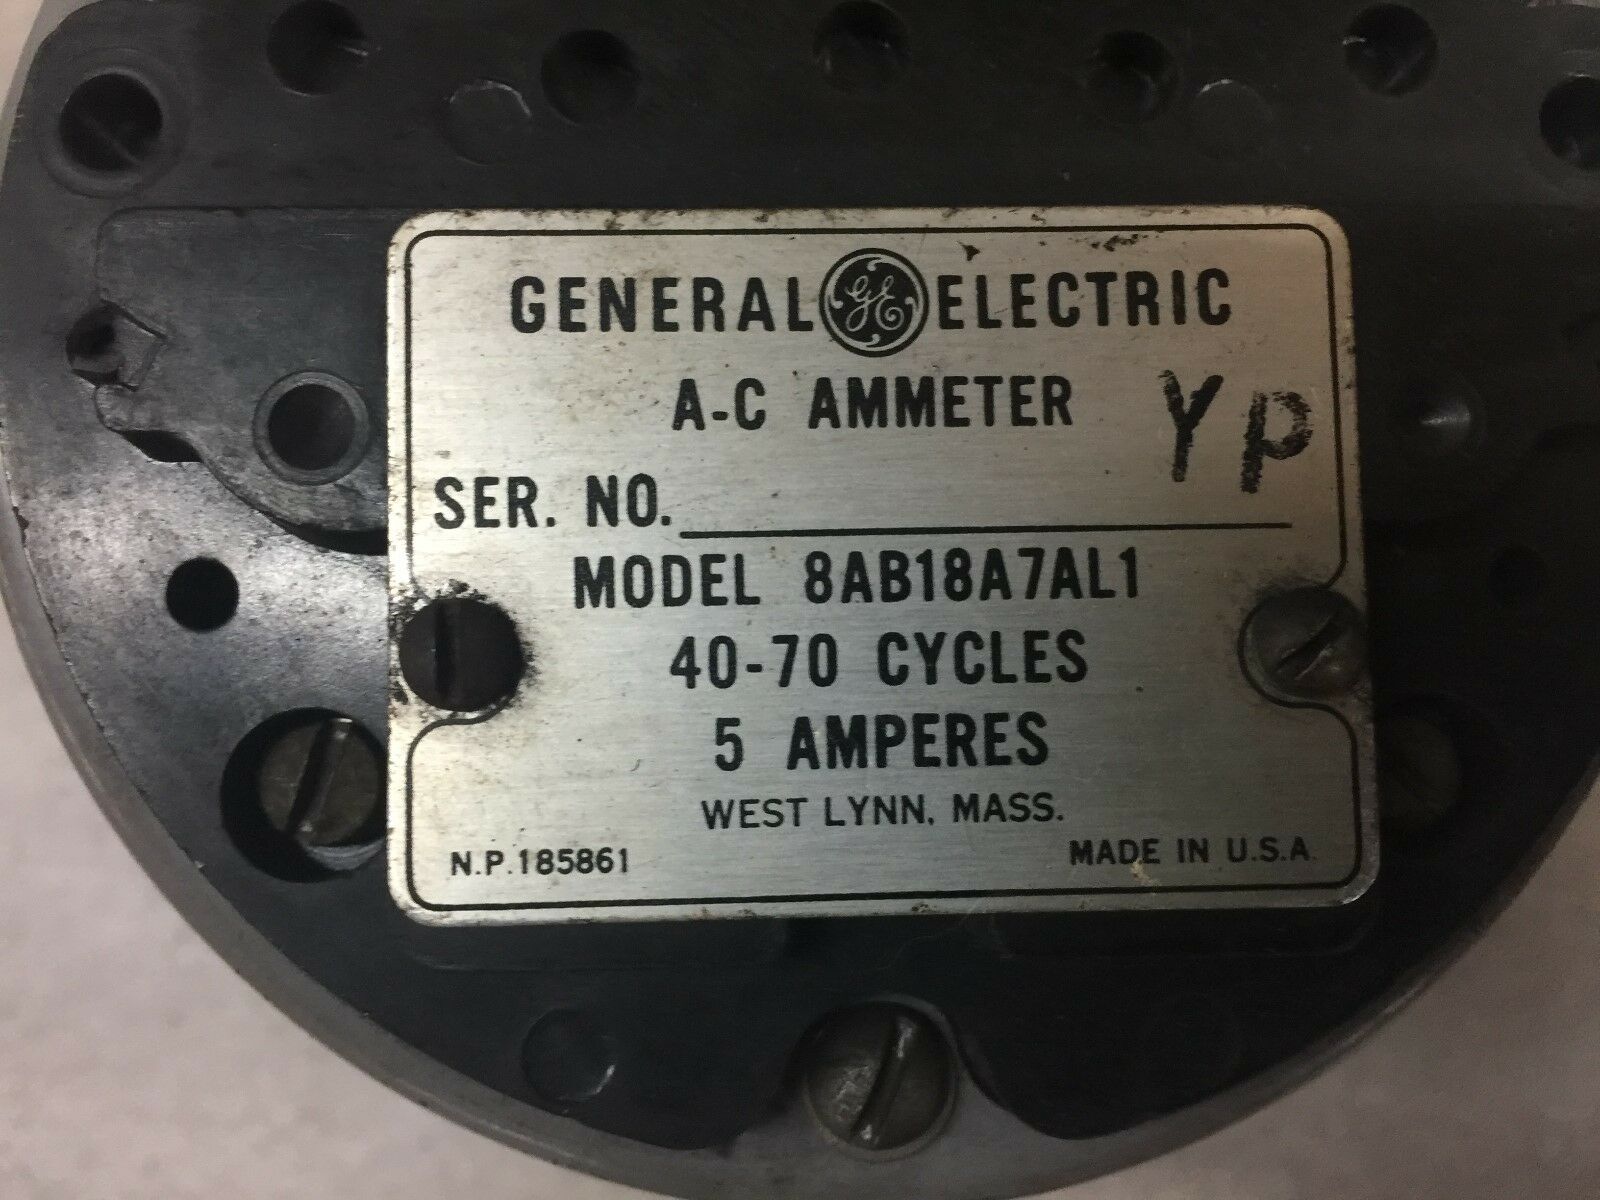 GENERAL GE ELECTRIC
A-C AMMETER YP
SER. NO.
MODEL 8AB18A7AL1
40-70 CYCLES
5 AMPERES
WEST LYNN, MASS.
N.P. 185861 MADE IN U.S.A.